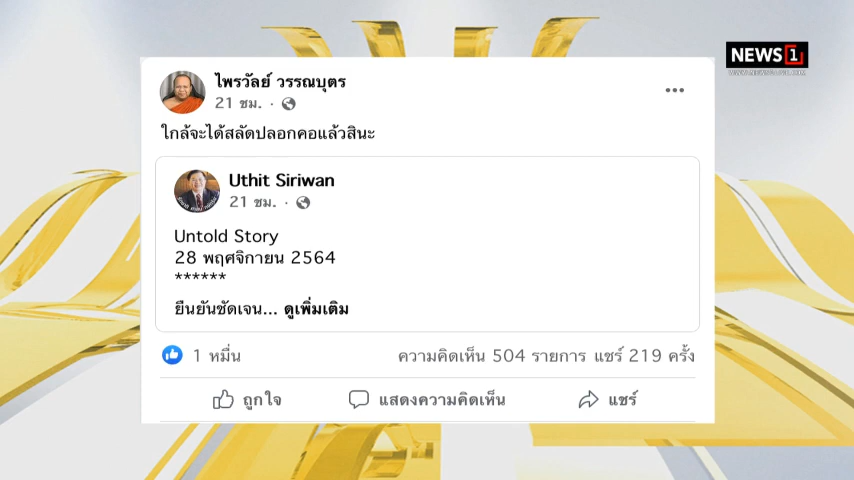 NEWS 1
WWW.NEWS1LIVE.COM
ไพรวัลย์ วรรณบุตร
21 ชม. ·
ใกล้จะได้สลัดปลอกคอแล้วสินะ
Uthit Siriwan
21 ชม. ·
Untold Story
28 พฤศจิกายน 2564
******
ยืนยันชัดเจน... ดูเพิ่มเติม
1 หมื่น ความคิดเห็น 504 รายการ แชร์ 219 ครั้ง
ถูกใจ แสดงความคิดเห็น แชร์